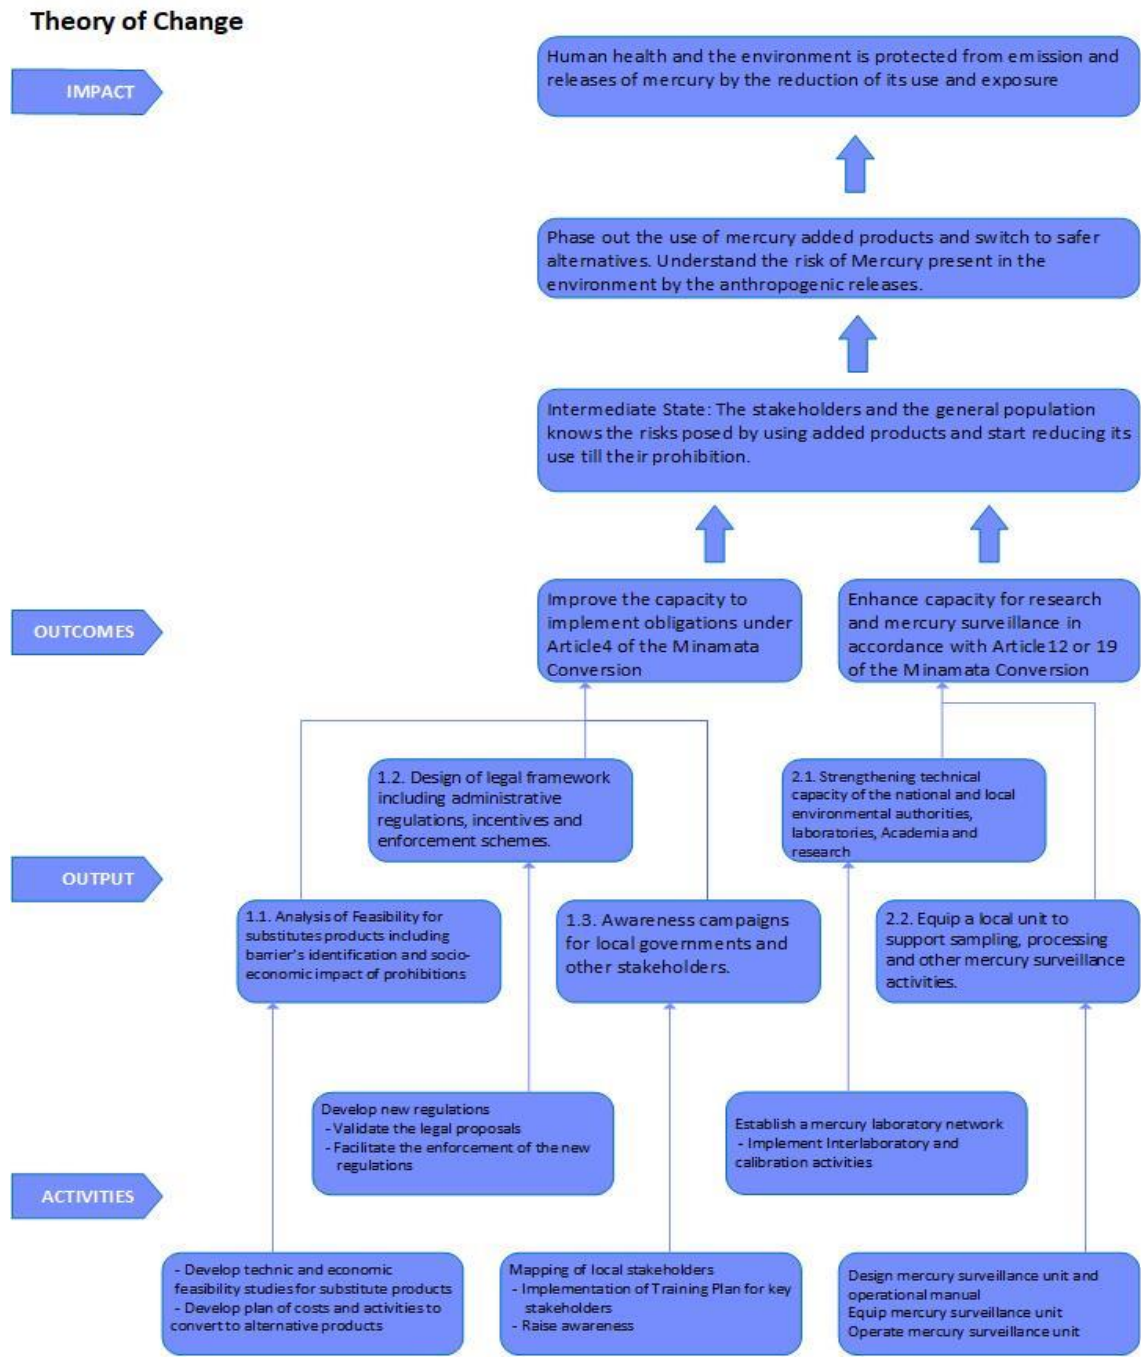 Theory of Change
IMPACT
Human health and the environment is protected from emission and
releases of mercury by the reduction of its use and exposure
Phase out the use of mercury added products and switch to safer
alternatives. Understand the risk of Mercury present in the
environment by the anthropogenic releases.
Intermediate State: The stakeholders and the general population
knows the risks posed by using added products and start reducing its
use till their prohibition.
OUTCOMES
Improve the capacity to
implement obligations under
Article4 of the Minamata
Conversion
Enhance capacity for research
and mercury surveillance in
accordance with Article12 or 19
of the Minamata Conversion
1.2. Design of legal framework
including administrative
regulations, incentives and
enforcement schemes.
2.1. Strengthening technical
capacity of the national and local
environmental authorities,
laboratories, Academia and
research
OUTPUT
1.1. Analysis of Feasibility for
substitutes products including
barrier's identification and socio-
economic impact of prohibitions
1.3. Awareness campaigns
for local governments and
other stakeholders.
2.2. Equip a local unit to
support sampling, processing
and other mercury surveillance
activities.
Develop new regulations
- Validate the legal proposals
- Facilitate the enforcement of the new
regulations
Establish a mercury laboratory network
- Implement Interlaboratory and
calibration activities
ACTIVITIES
- Develop technic and economic
feasibility studies for substitute products
- Develop plan of costs and activities to
convert to alternative products
Mapping of local stakeholders
- Implementation of Training Plan for key
stakeholders
- Raise awareness
Design mercury surveillance unit and
operational manual
Equip mercury surveillance unit
Operate mercury surveillance unit